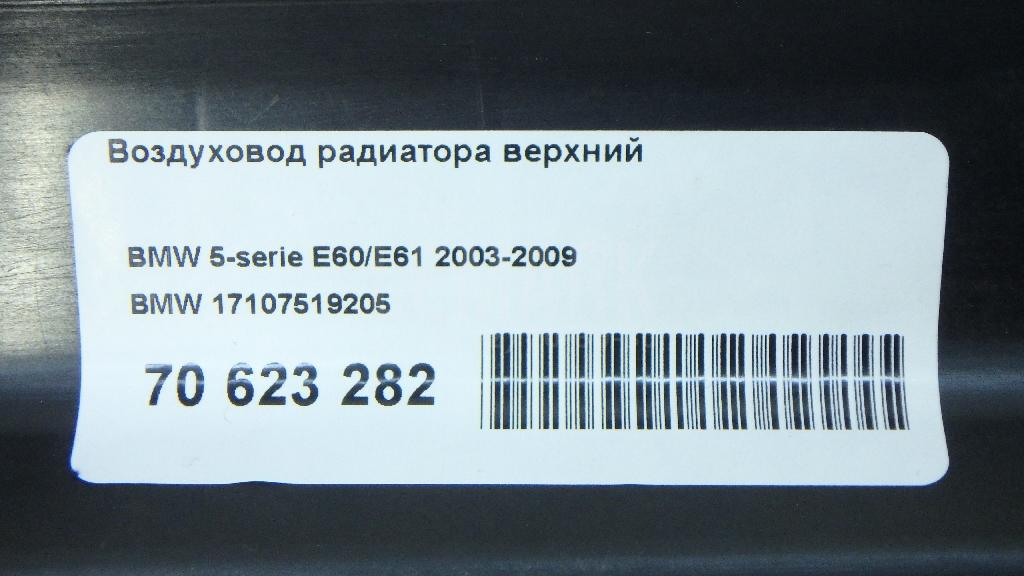 Воздуховод радиатора верхний
BMW 5-serie E60/E61 2003-2009
BMW 17107519205
70 623 282